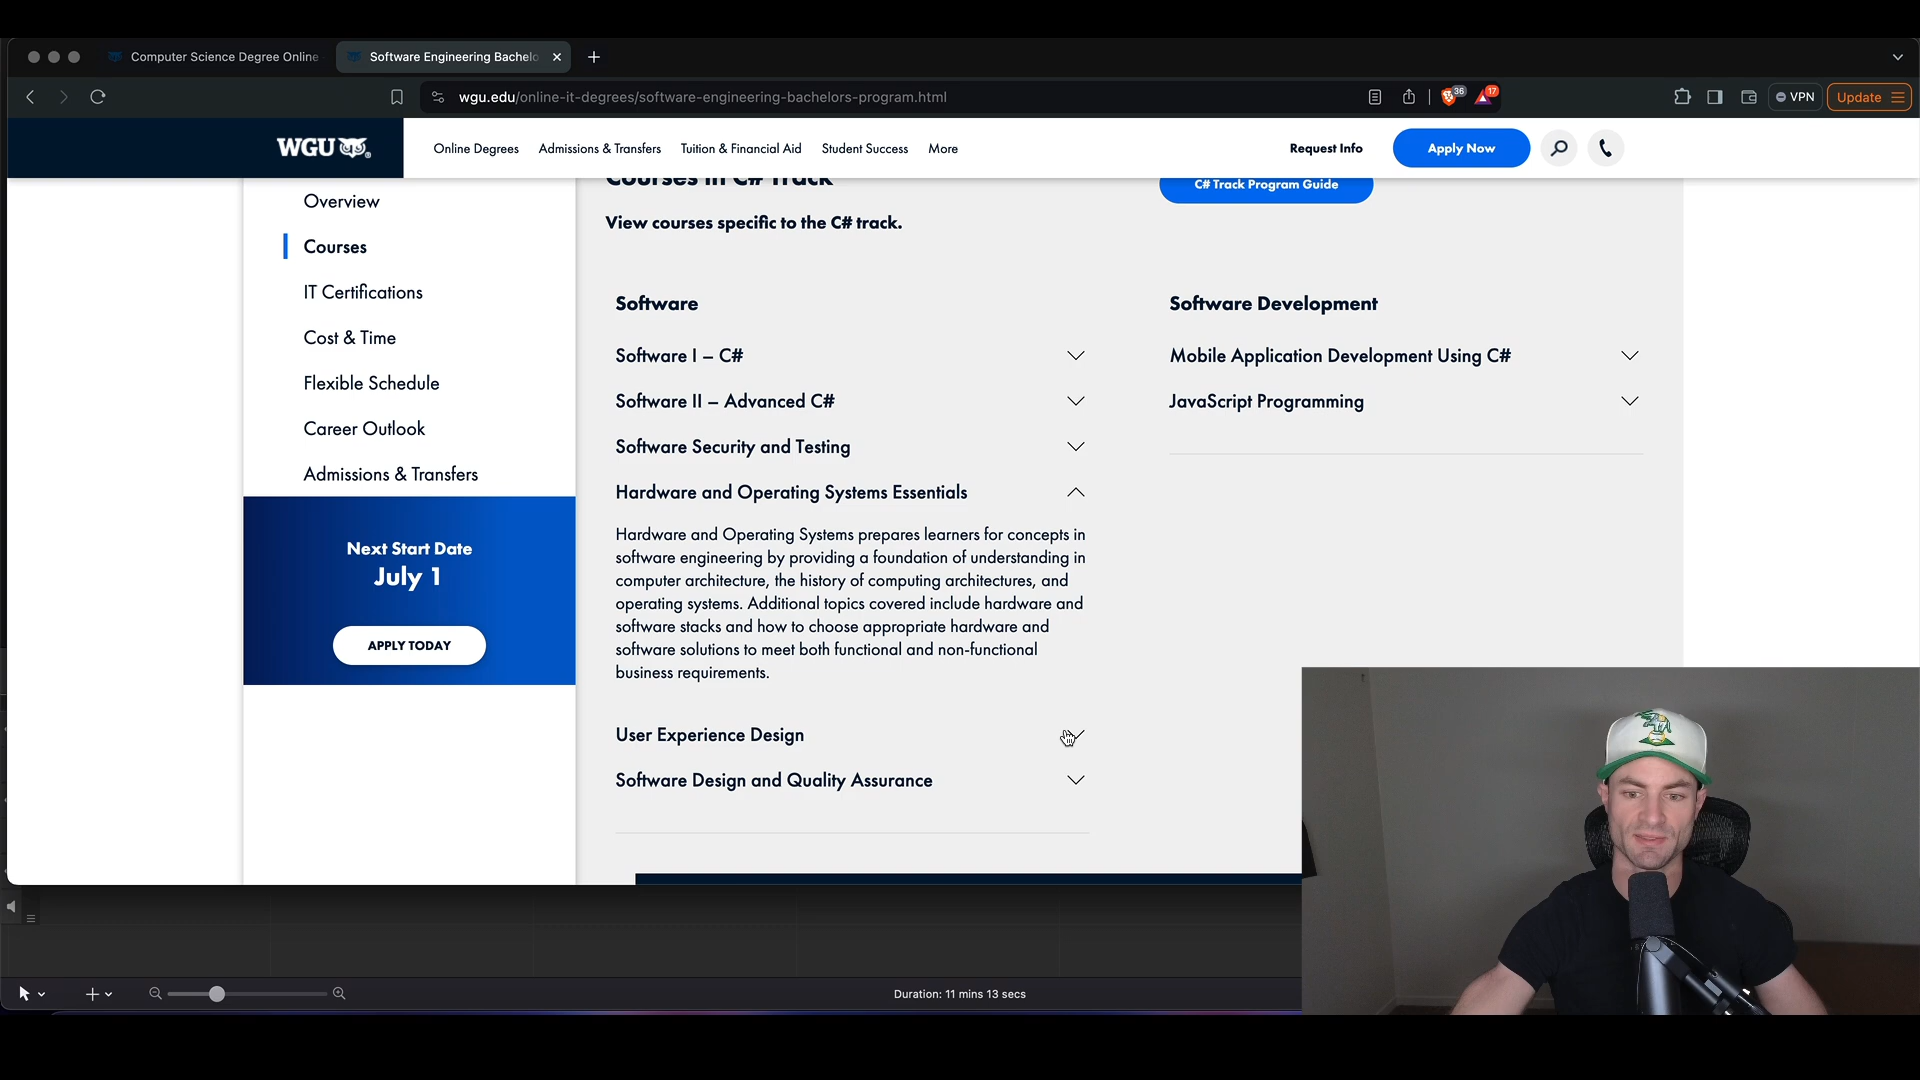 Computer Science Degree Online
Software Engineering Bachelo
wgu.edu/online-it-degrees/software-engineering-bachelors-program.html
36
17
VPN
Update
WGU
Online Degrees
Admissions & Transfers
Tuition & Financial Aid
Student Success
More
Request Info
Apply Now
Overview
Courses
IT Certifications
Cost & Time
Flexible Schedule
Career Outlook
Admissions & Transfers
Next Start Date
July 1
APPLY TODAY
Courses in C# Track
C# Track Program Guide
View courses specific to the C# track.
Software
Software I – C#
Software II – Advanced C#
Software Security and Testing
Hardware and Operating Systems Essentials
Hardware and Operating Systems prepares learners for concepts in
software engineering by providing a foundation of understanding in
computer architecture, the history of computing architectures, and
operating systems. Additional topics covered include hardware and
software stacks and how to choose appropriate hardware and
software solutions to meet both functional and non-functional
business requirements.
User Experience Design
Software Design and Quality Assurance
Software Development
Mobile Application Development Using C#
JavaScript Programming
Duration: 11 mins 13 secs